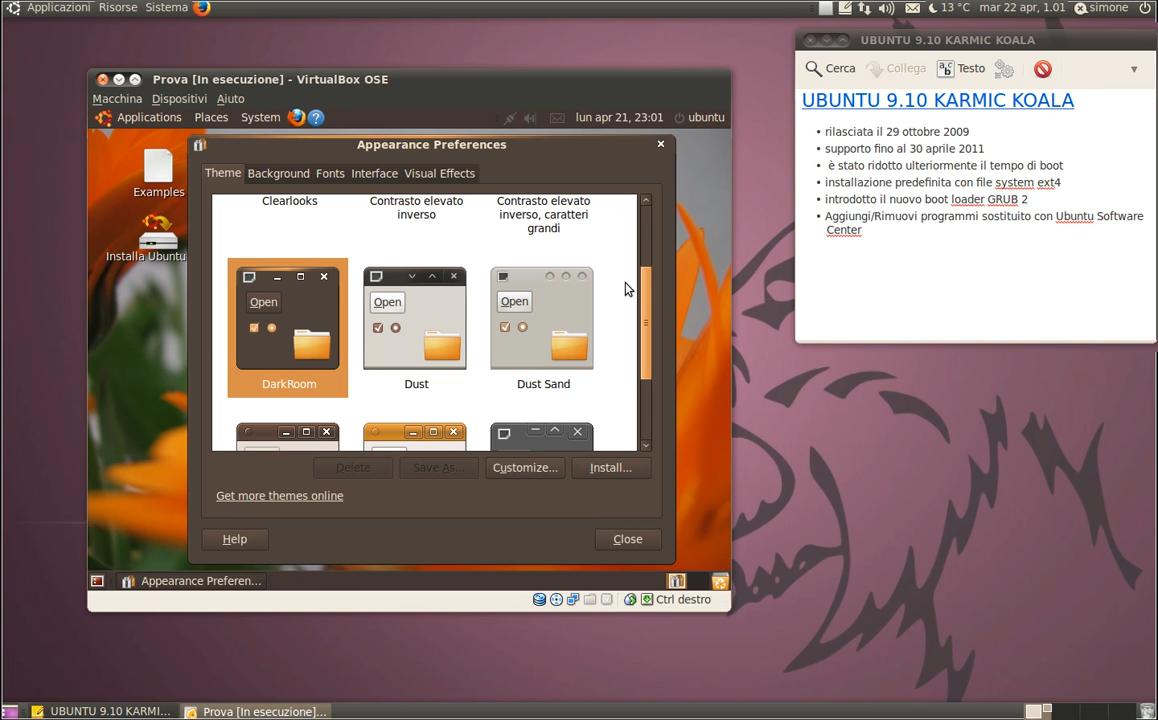 Applicazioni Risorse Sistema
13 °C mar 22 apr, 1.01 simone
Prova [In esecuzione] - VirtualBox OSE
Macchina Dispositivi Aiuto
Applications Places System ? lun apr 21, 23:01 ubuntu
Examples
Installa Ubuntu
Appearance Preferences
Theme Background Fonts Interface Visual Effects
Clearlooks
Contrasto elevato
inverso
Contrasto elevato
inverso, caratteri
grandi
Open
Open
Open
DarkRoom
Dust
Dust Sand
Delete Save As... Customize... Install...
Get more themes online
Help Close
Appearance Preferen...
Ctrl destro
UBUNTU 9.10 KARMIC KOALA
Cerca Collega abc Testo
UBUNTU 9.10 KARMIC KOALA
• rilasciata il 29 ottobre 2009
• supporto fino al 30 aprile 2011
• è stato ridotto ulteriormente il tempo di boot
• installazione predefinita con file system ext4
• introdotto il nuovo boot loader GRUB 2
• Aggiungi/Rimuovi programmi sostituito con Ubuntu Software
Center
UBUNTU 9.10 KARMI... Prova [In esecuzione]...